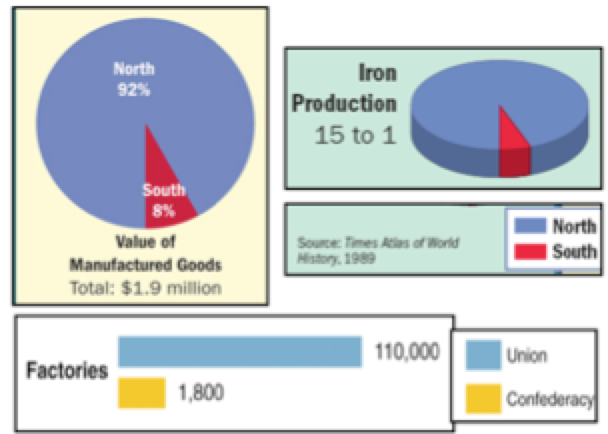 North
92%
South
8%
Value of
Manufactured Goods
Total: $1.9 million
Iron
Production
15 to 1
Source: Times Atlas of World
History, 1989
North
South
Factories
110,000
1,800
Union
Confederacy